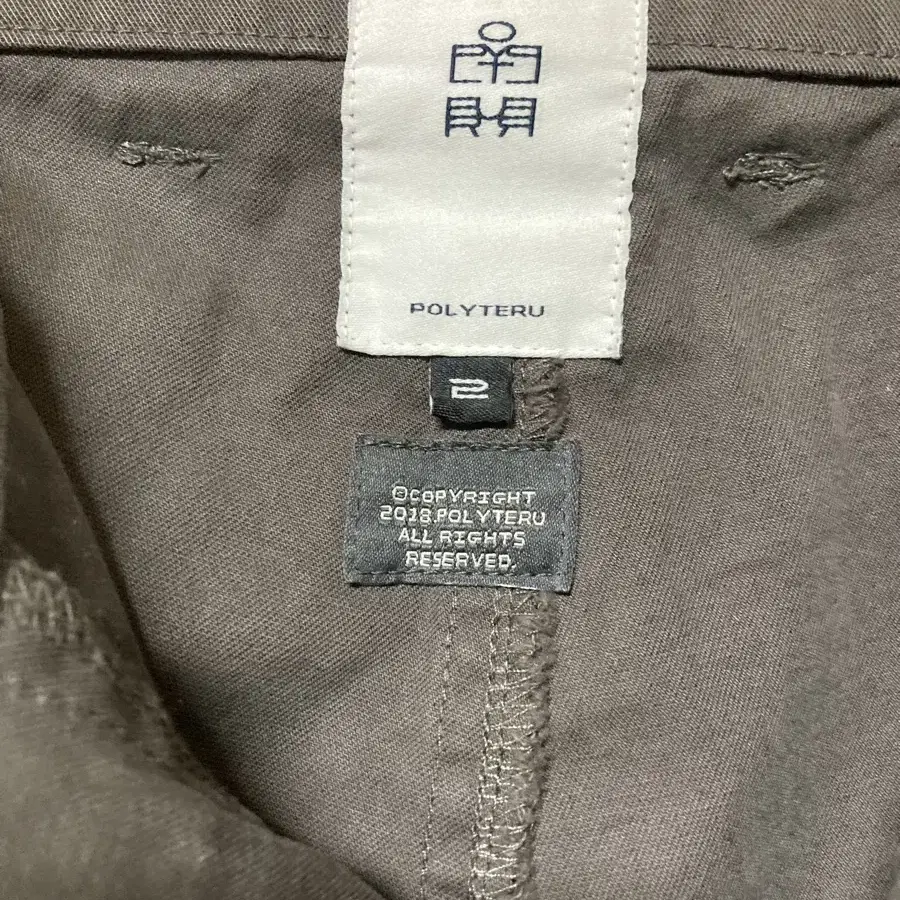 POLYTERU
2
©COPYRIGHT
2018.POLYTERU
ALL RIGHTS
RESERVED.